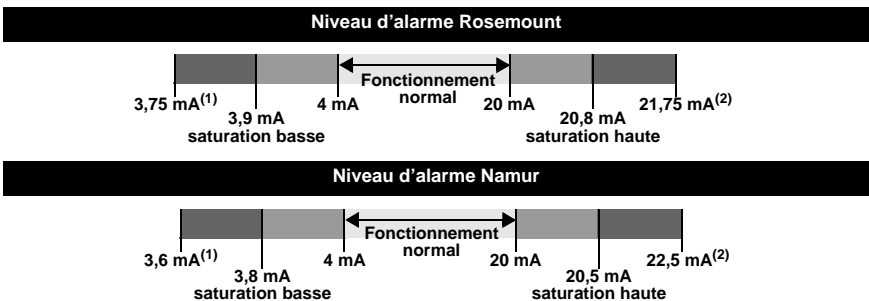 Niveau d'alarme Rosemount
Fonctionnement
normal
3,75 mA(1) 4 mA 20 mA 21,75 mA(2)
3,9 mA 20,8 mA
saturation basse saturation haute
Niveau d'alarme Namur
Fonctionnement
normal
3,6 mA(1) 4 mA 20 mA 22,5 mA(2)
3,8 mA 20,5 mA
saturation basse saturation haute